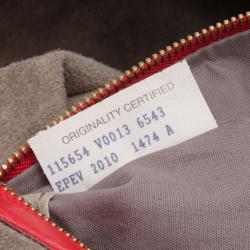 ORIGINALITY CERTIFIED
115654 V0013 6543
EPEV 2010 1474 A